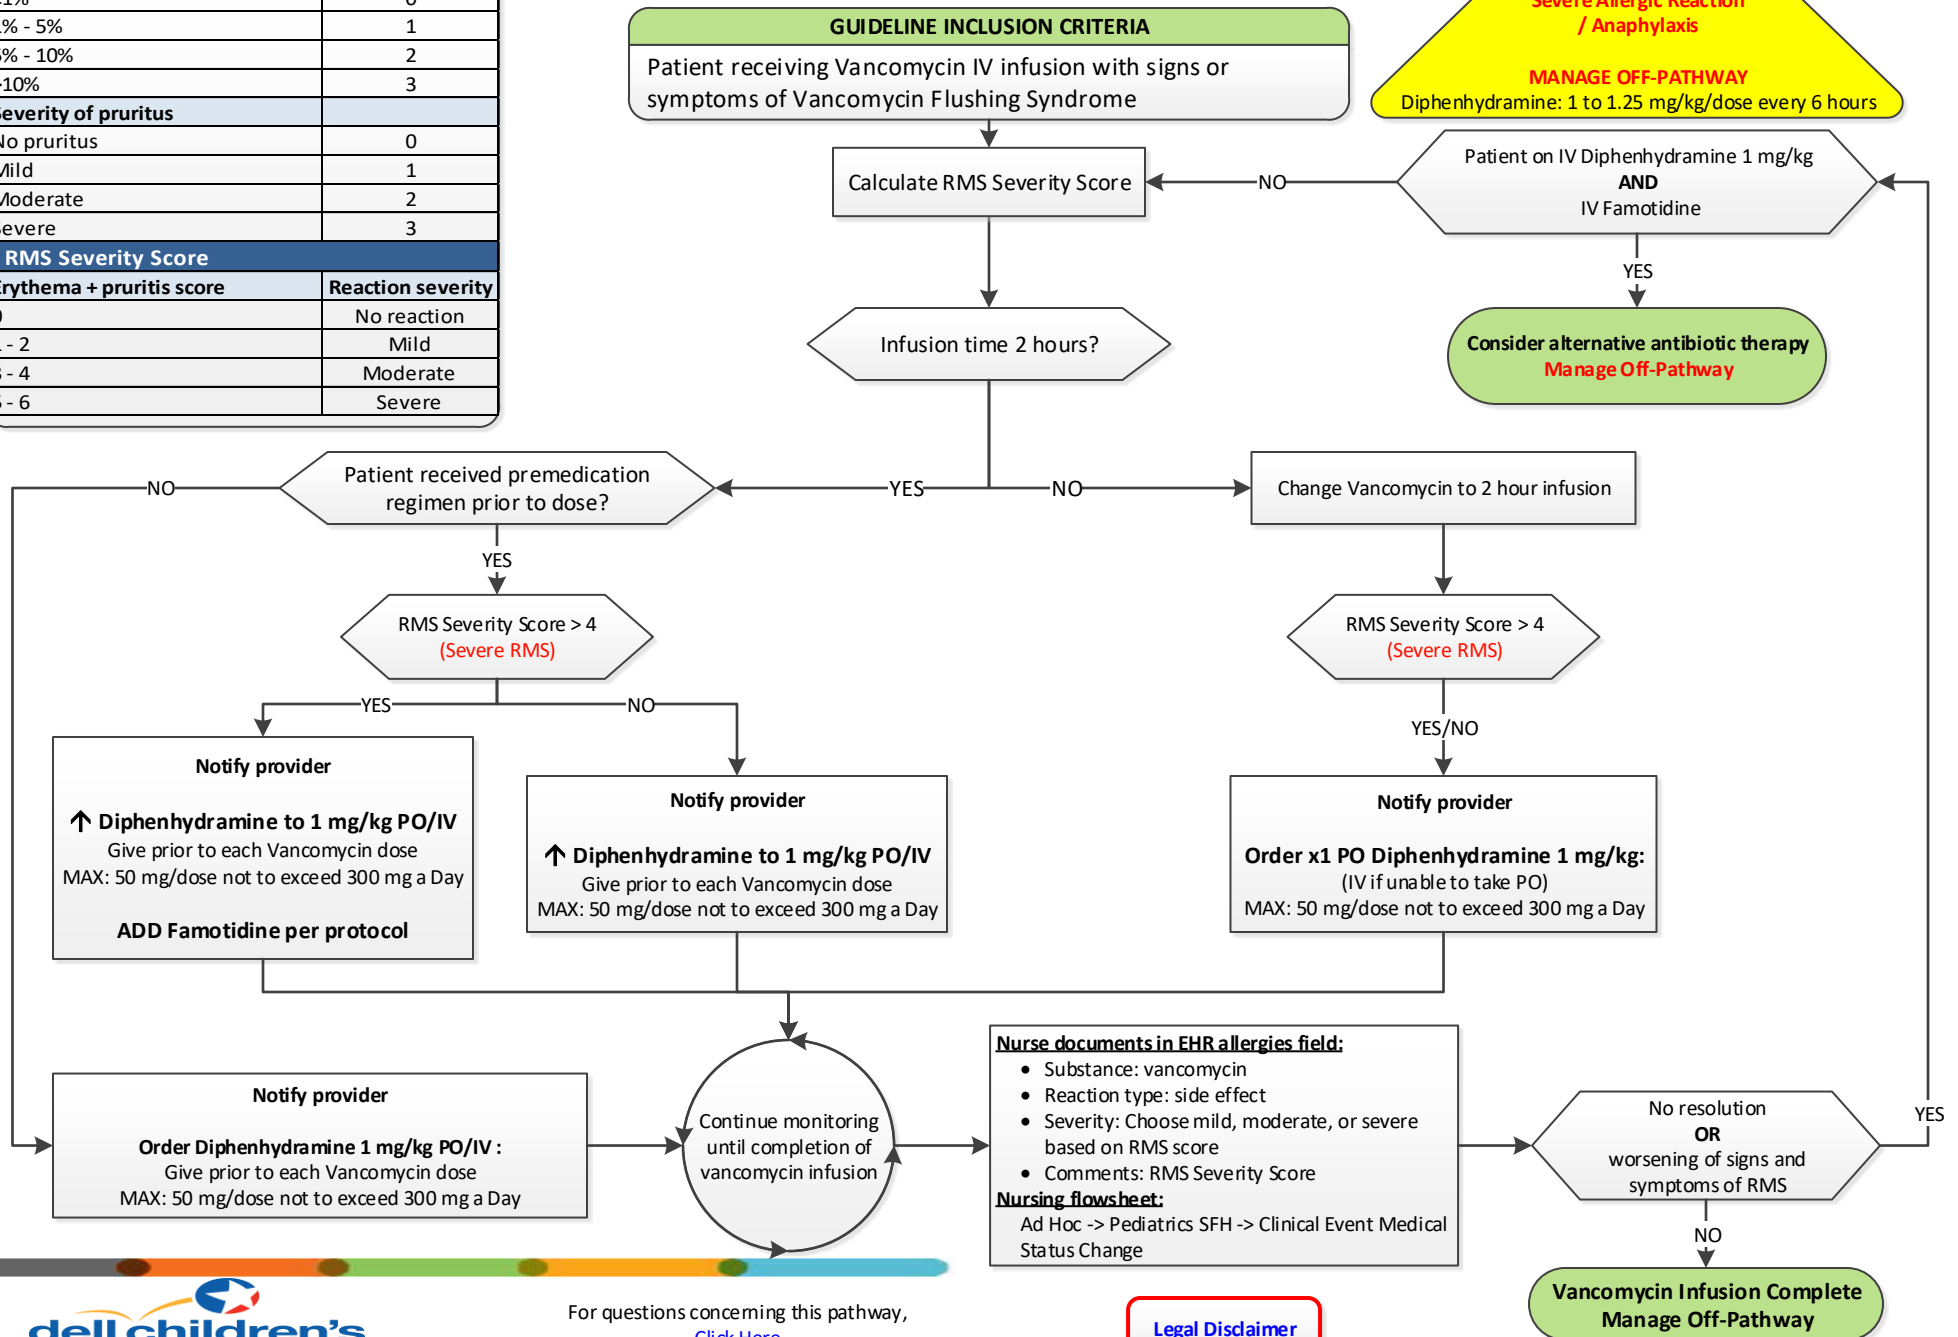 1% - 5% 1
5% - 10% 2
>10% 3
Severity of pruritus
No pruritus 0
Mild 1
Moderate 2
Severe 3
RMS Severity Score
Erythema + pruritis score Reaction severity
0 No reaction
1 - 2 Mild
3 - 4 Moderate
5 - 6 Severe
GUIDELINE INCLUSION CRITERIA
Patient receiving Vancomycin IV infusion with signs or
symptoms of Vancomycin Flushing Syndrome
Severe Allergic Reaction
/ Anaphylaxis
MANAGE OFF-PATHWAY
Diphenhydramine: 1 to 1.25 mg/kg/dose every 6 hours
Calculate RMS Severity Score
NO
Patient on IV Diphenhydramine 1 mg/kg
AND
IV Famotidine
YES
Consider alternative antibiotic therapy
Manage Off-Pathway
Infusion time 2 hours?
NO
Patient received premedication
regimen prior to dose?
YES
NO
Change Vancomycin to 2 hour infusion
YES
RMS Severity Score > 4
(Severe RMS)
RMS Severity Score > 4
(Severe RMS)
YES
NO
YES/NO
Notify provider
↑ Diphenhydramine to 1 mg/kg PO/IV
Give prior to each Vancomycin dose
MAX: 50 mg/dose not to exceed 300 mg a Day
ADD Famotidine per protocol
Notify provider
↑ Diphenhydramine to 1 mg/kg PO/IV
Give prior to each Vancomycin dose
MAX: 50 mg/dose not to exceed 300 mg a Day
Notify provider
Order x1 PO Diphenhydramine 1 mg/kg:
(IV if unable to take PO)
MAX: 50 mg/dose not to exceed 300 mg a Day
Notify provider
Order Diphenhydramine 1 mg/kg PO/IV :
Give prior to each Vancomycin dose
MAX: 50 mg/dose not to exceed 300 mg a Day
Continue monitoring
until completion of
vancomycin infusion
Nurse documents in EHR allergies field:
• Substance: vancomycin
• Reaction type: side effect
• Severity: Choose mild, moderate, or severe
based on RMS score
• Comments: RMS Severity Score
Nursing flowsheet:
Ad Hoc -> Pediatrics SFH -> Clinical Event Medical
Status Change
No resolution
OR
worsening of signs and
symptoms of RMS
YES
NO
Vancomycin Infusion Complete
Manage Off-Pathway
dell children's
For questions concerning this pathway,
Click Here
Legal Disclaimer